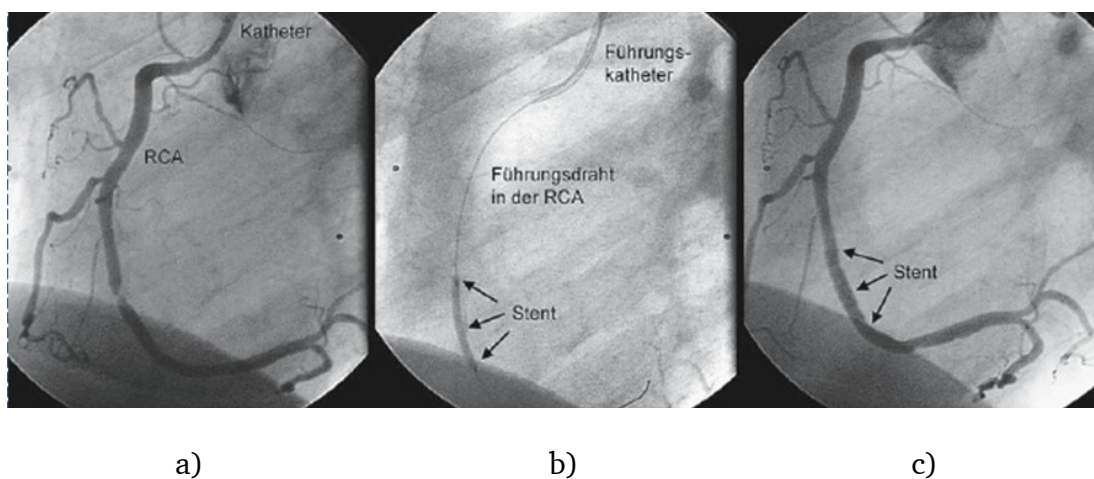 Katheter
RCA
Führungs-
katheter
Führungsdraht
in der RCA
Stent
Stent
a)
b)
c)